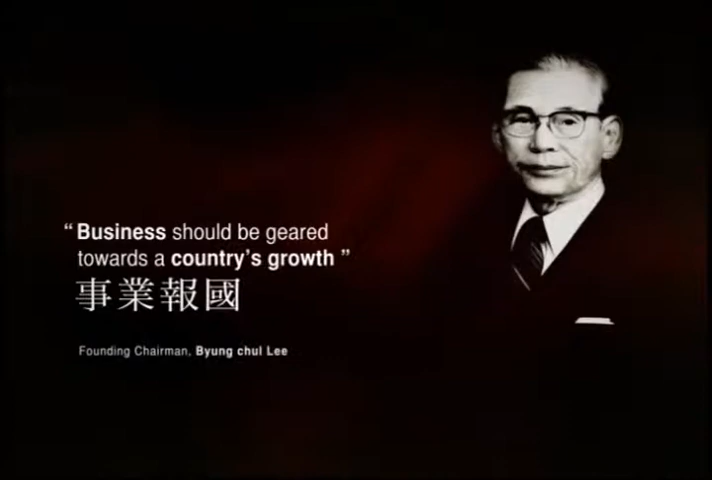 “ Business should be geared
towards a country’s growth ”
事業報國
Founding Chairman, Byung chul Lee